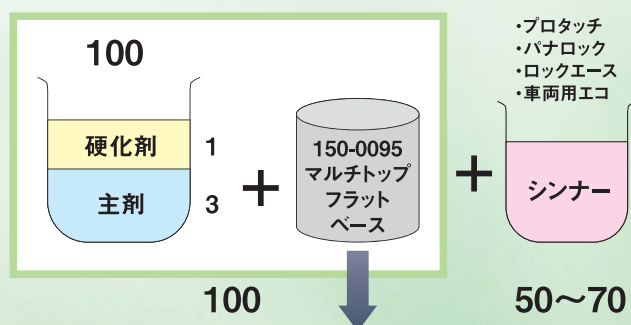 100
硬化剤
1
主剤
3
+
150-0095
マルチトップ
フラット
ベース
+
・プロタッチ
・パナロック
・ロックエース
・車両用エコ
シンナー
100
50〜70